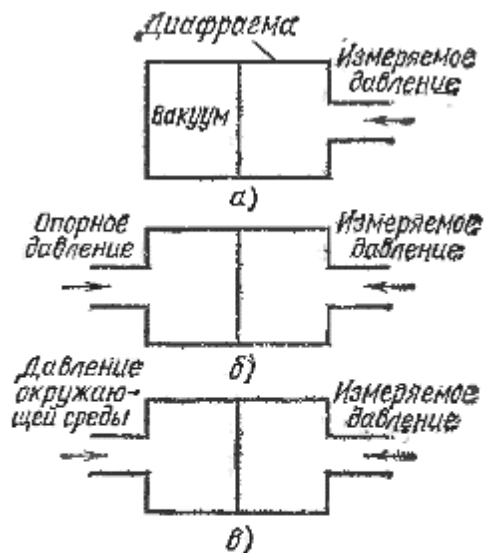 Диафрагма
Измеряемое
давление
вакуум
а)
Опорное
давление
Измеряемое
давление
б)
Давление
окружаю-
щей среды
Измеряемое
давление
в)